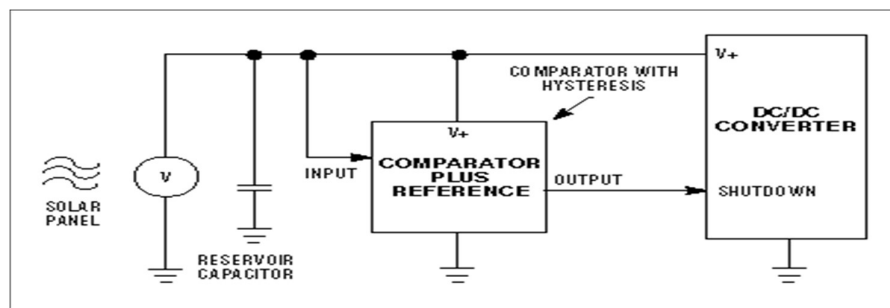 V
SOLAR
PANEL
RESERVOIR
CAPACITOR
INPUT
V+
COMPARATOR
PLUS
REFERENCE
COMPARATOR WITH
HYSTERESIS
OUTPUT
V+
DC/DC
CONVERTER
SHUTDOWN